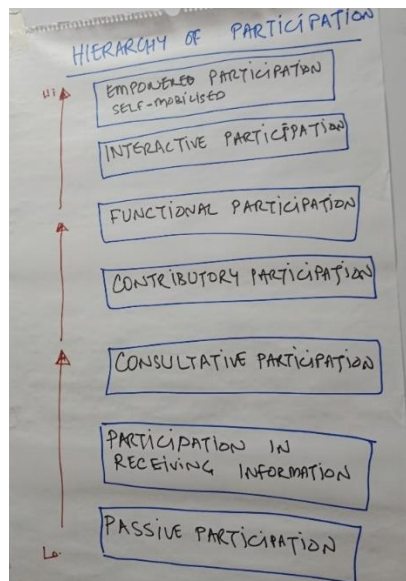 HIERARCHY OF PARTICIPATION
Hi
EMPOWERED PARTICIPATION
SELF-MOBILISED
INTERACTIVE PARTICIPATION
FUNCTIONAL PARTICIPATION
CONTRIBUTORY PARTICIPATION
CONSULTATIVE PARTICIPATION
PARTICIPATION IN
RECEIVING INFORMATION
PASSIVE PARTICIPATION
Lo.